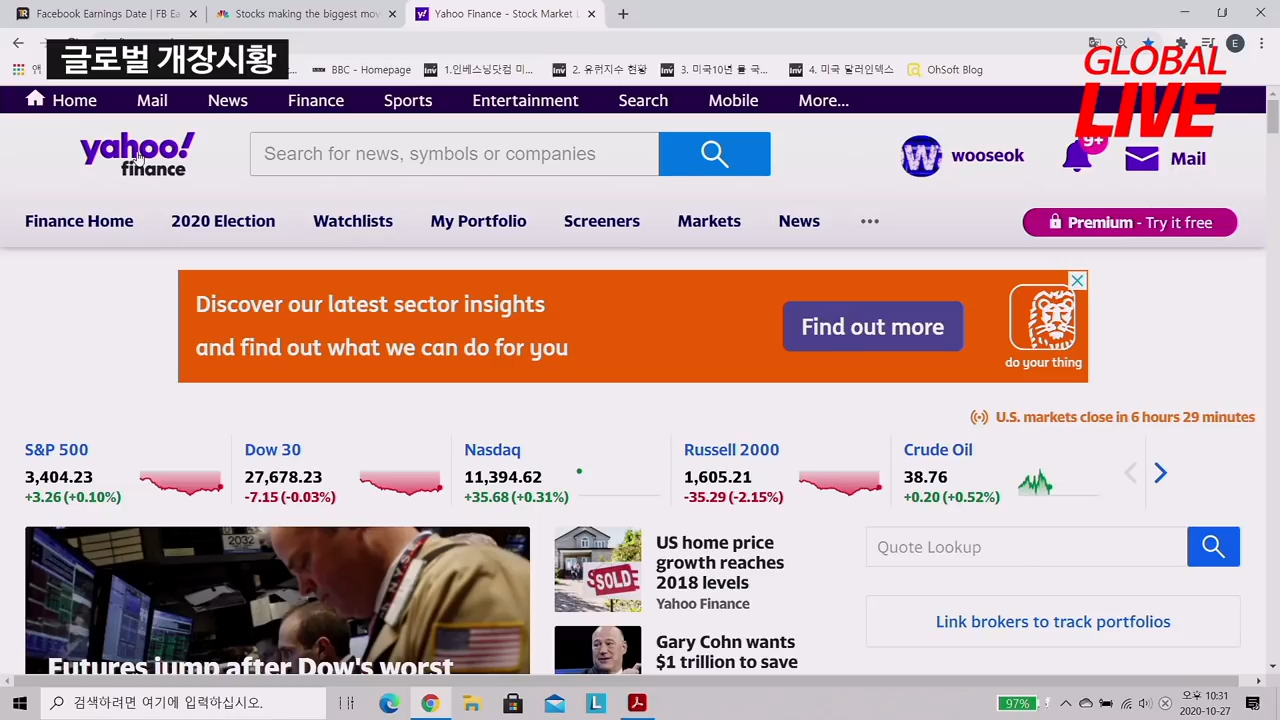 Facebook Earnings Date | FB Ea
Stocks making the biggest mov
Yahoo Finance - Stock Market L
글로벌 개장시황
BBC - Homepage
1.인베스팅닷컴 미...
2. 유럽지수 현황
3. 미국10년 물 국...
4. 미국 달러인덱스
OhSoft Blog
E
GLOBAL
LIVE
Home
Mail
News
Finance
Sports
Entertainment
Search
Mobile
More...
yahoo!
finance
Search for news, symbols or companies
W
wooseok
9+
Mail
Finance Home
2020 Election
Watchlists
My Portfolio
Screeners
Markets
News
Premium - Try it free
Discover our latest sector insights
and find out what we can do for you
Find out more
do your thing
U.S. markets close in 6 hours 29 minutes
S&P 500
3,404.23
+3.26 (+0.10%)
Dow 30
27,678.23
-7.15 (-0.03%)
Nasdaq
11,394.62
+35.68 (+0.31%)
Russell 2000
1,605.21
-35.29 (-2.15%)
Crude Oil
38.76
+0.20 (+0.52%)
2032
Futures jump after Dow's worst
SOLD
US home price
growth reaches
2018 levels
Yahoo Finance
Gary Cohn wants
$1 trillion to save
Quote Lookup
Link brokers to track portfolios
검색하려면 여기에 입력하십시오.
L
97%
오후 10:31
2020-10-27